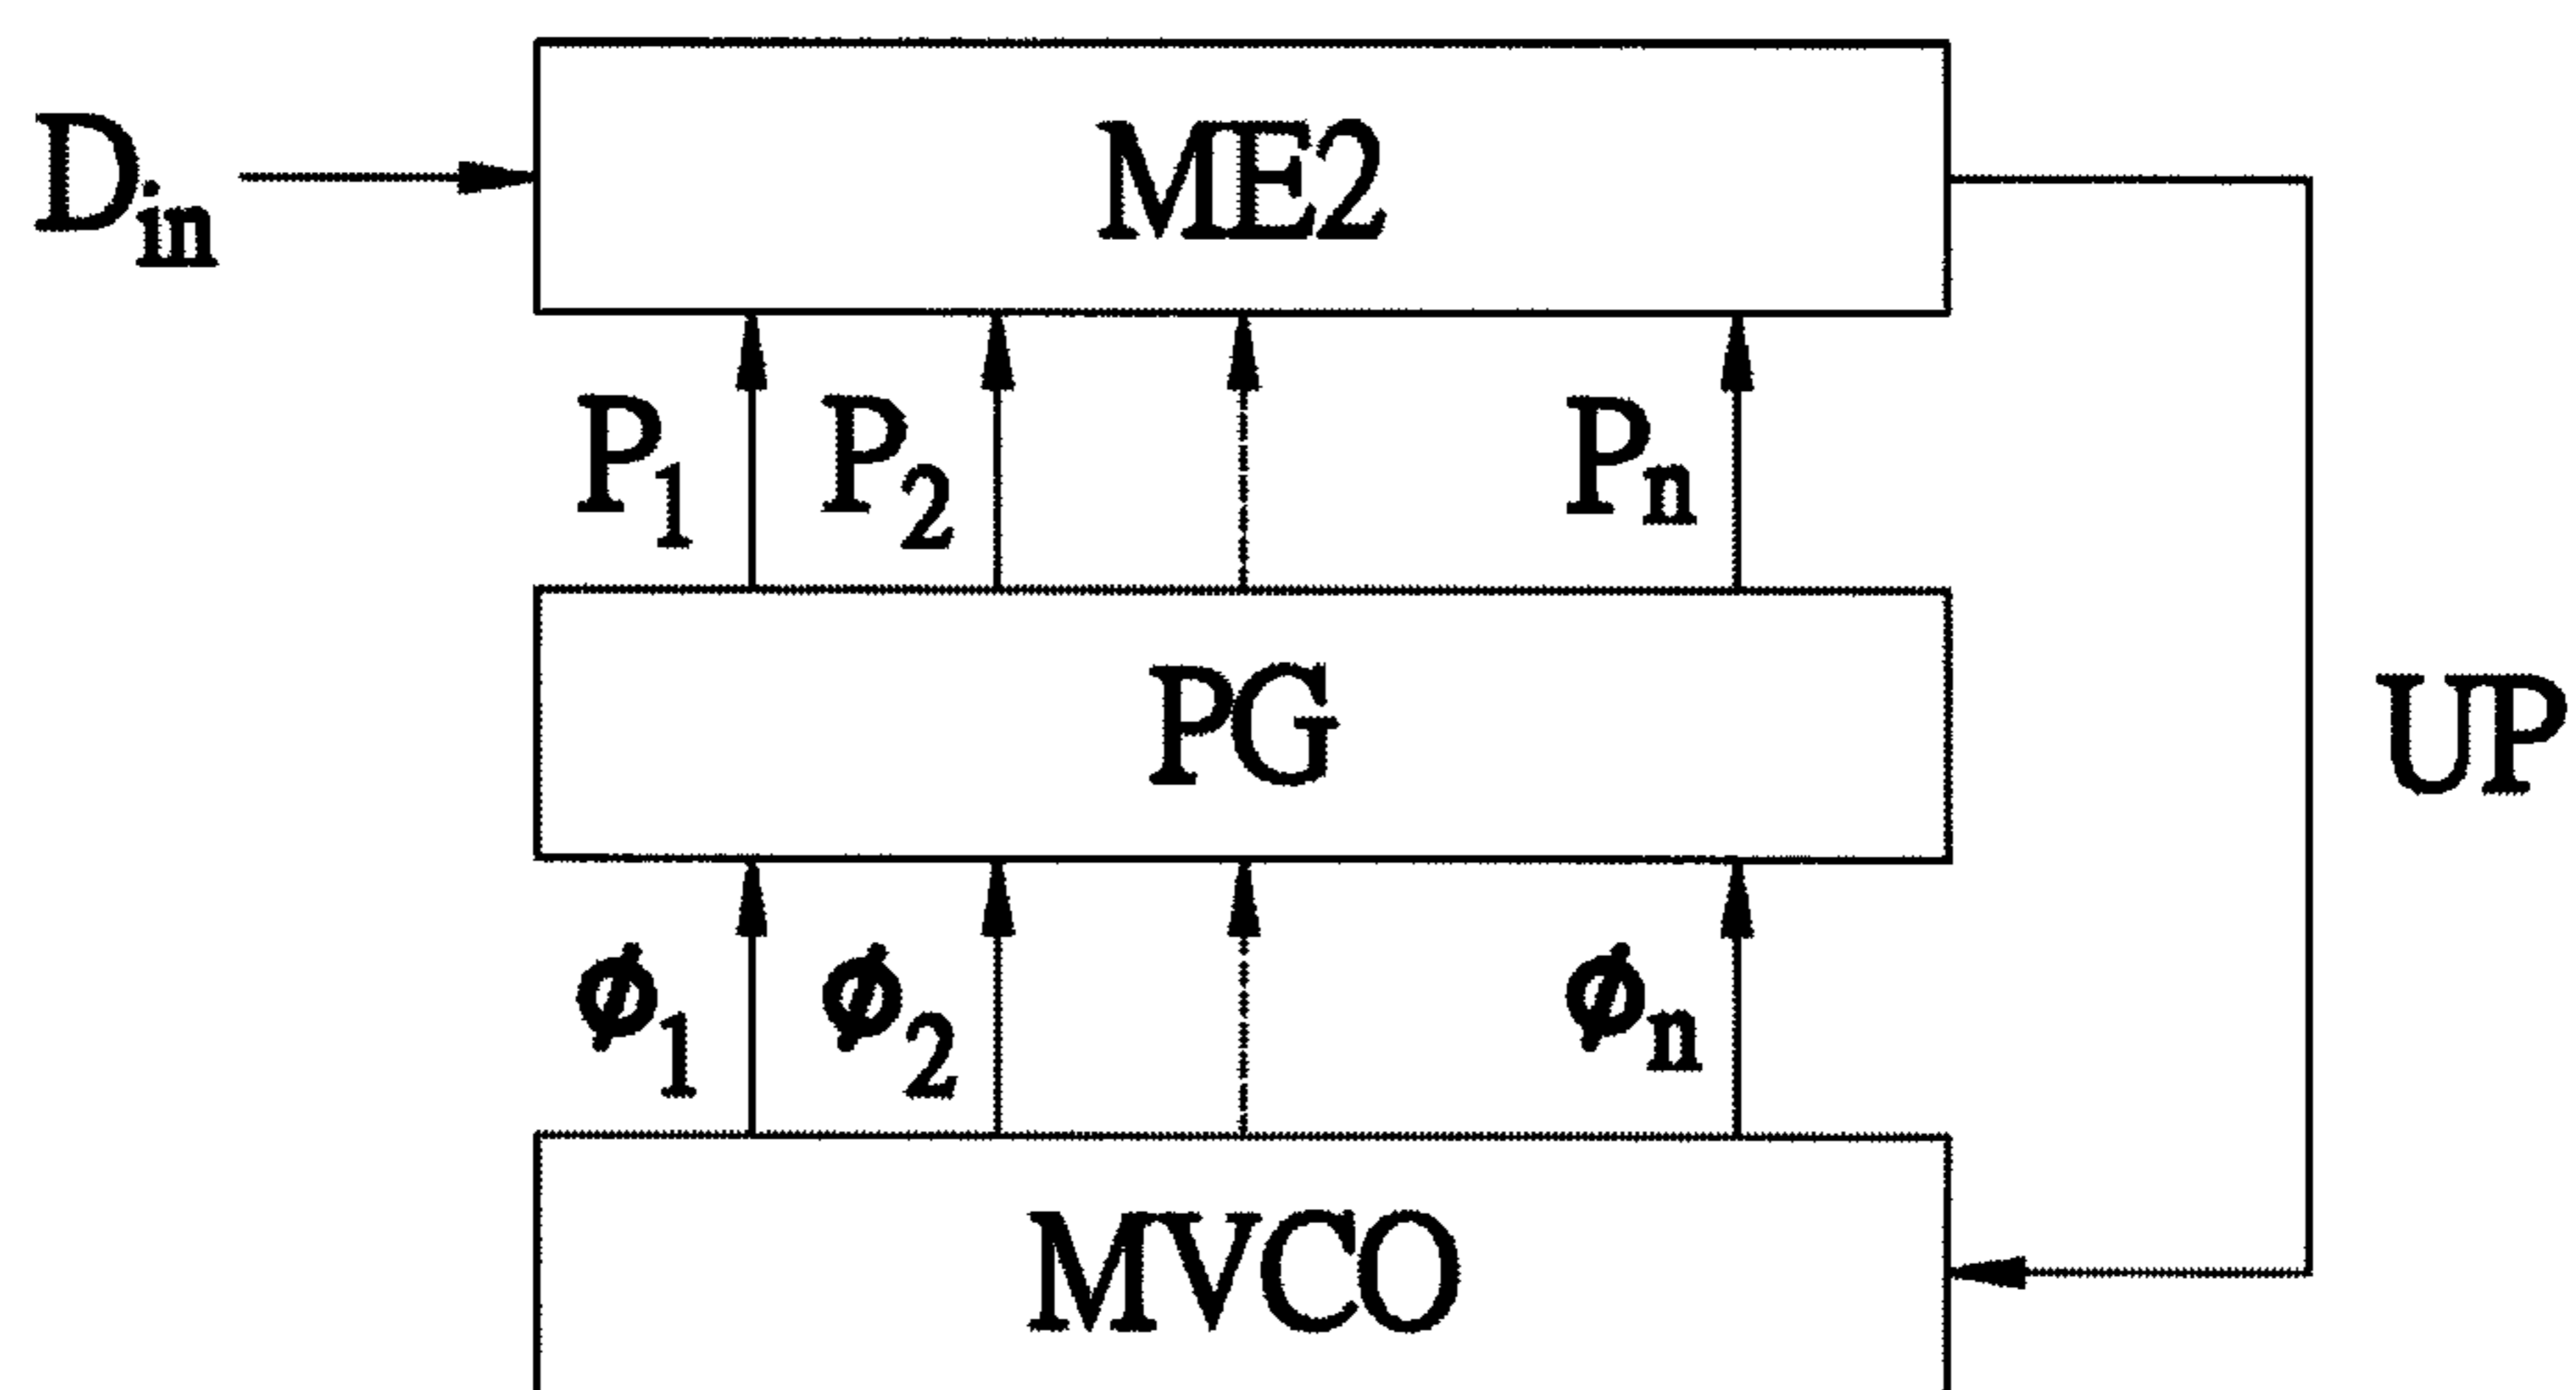 D_in
ME2
P_1 P_2 P_n
PG
UP
ϕ_1 ϕ_2 ϕ_n
MVCO